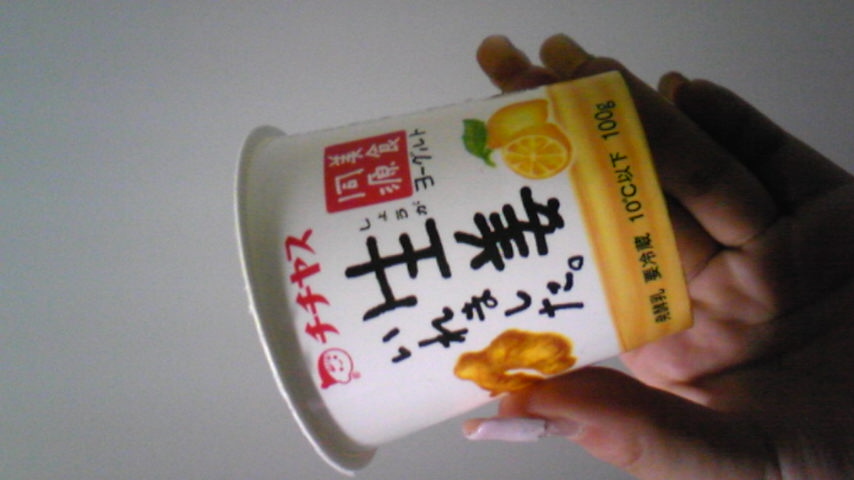 チチヤス
美食同源
ヨーグルト
しょうが
生姜
いれました。
発酵乳 要冷蔵 10℃以下 100g